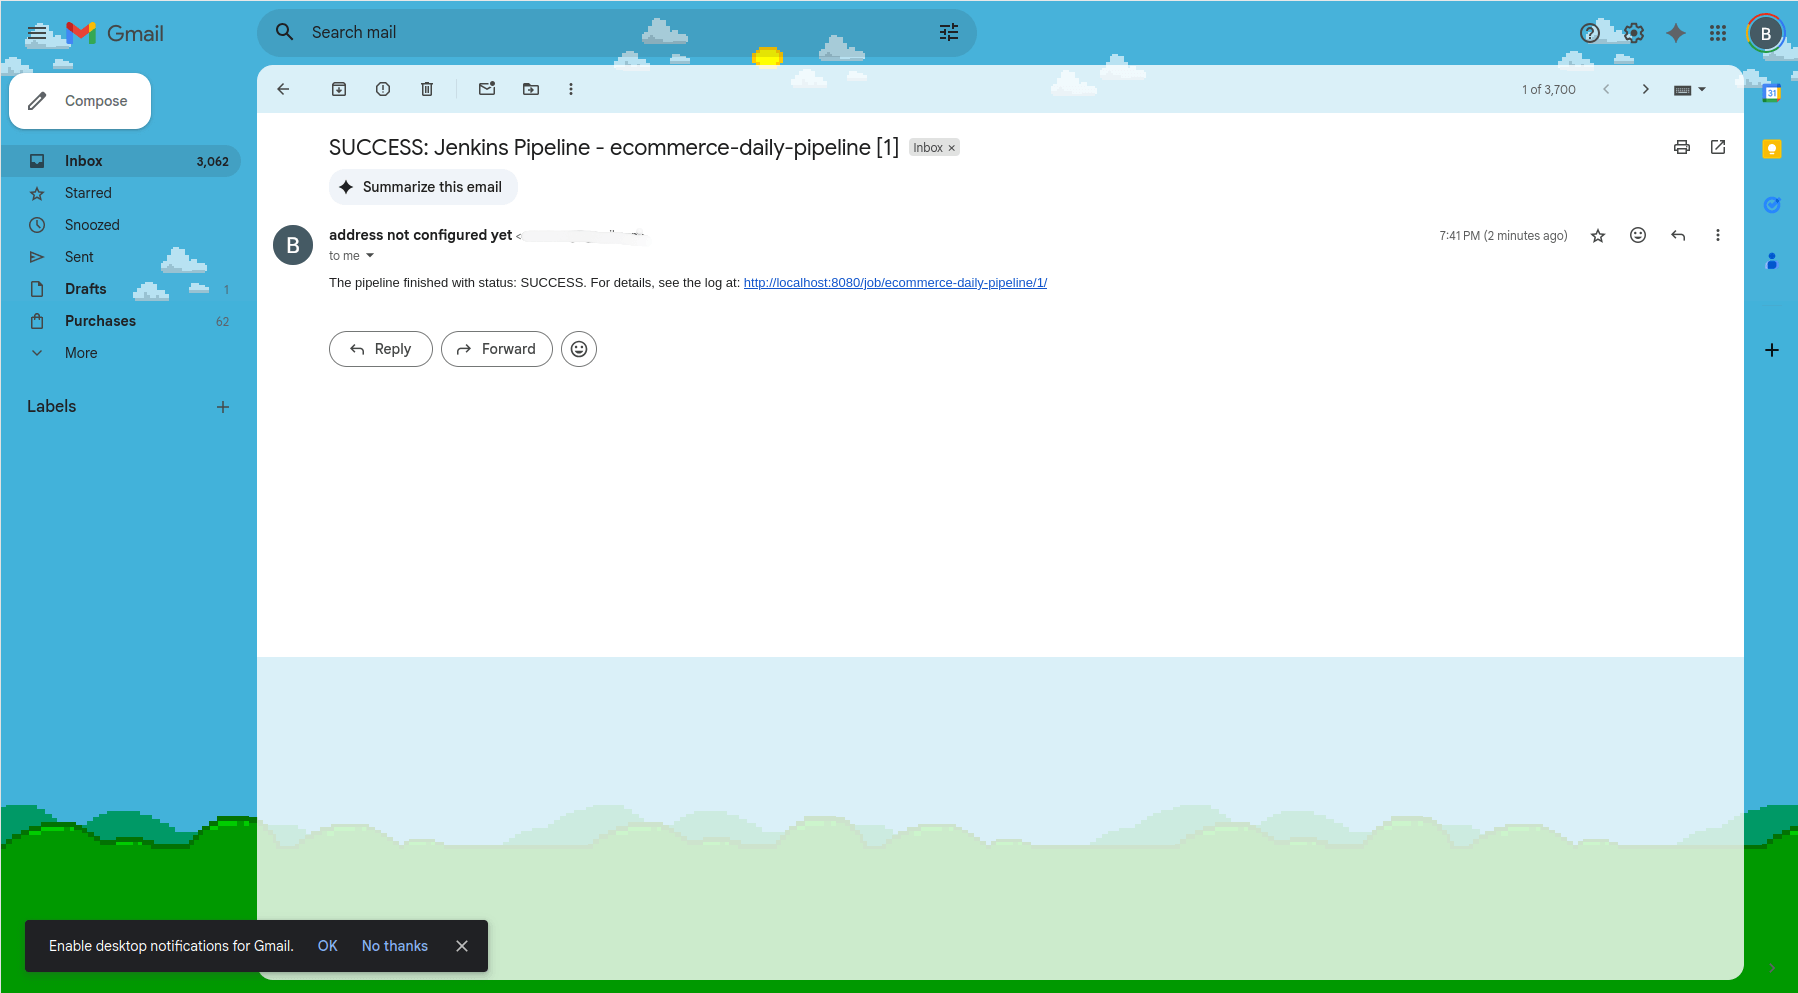 Gmail
Search mail
B
Compose
1 of 3,700
31
Inbox 3,062
Starred
Snoozed
Sent
Drafts 1
Purchases 62
More
Labels
SUCCESS: Jenkins Pipeline - ecommerce-daily-pipeline [1] Inbox ×
Summarize this email
B
address not configured yet <
7:41 PM (2 minutes ago)
to me
The pipeline finished with status: SUCCESS. For details, see the log at: http://localhost:8080/job/ecommerce-daily-pipeline/1/
Reply Forward
Enable desktop notifications for Gmail. OK No thanks